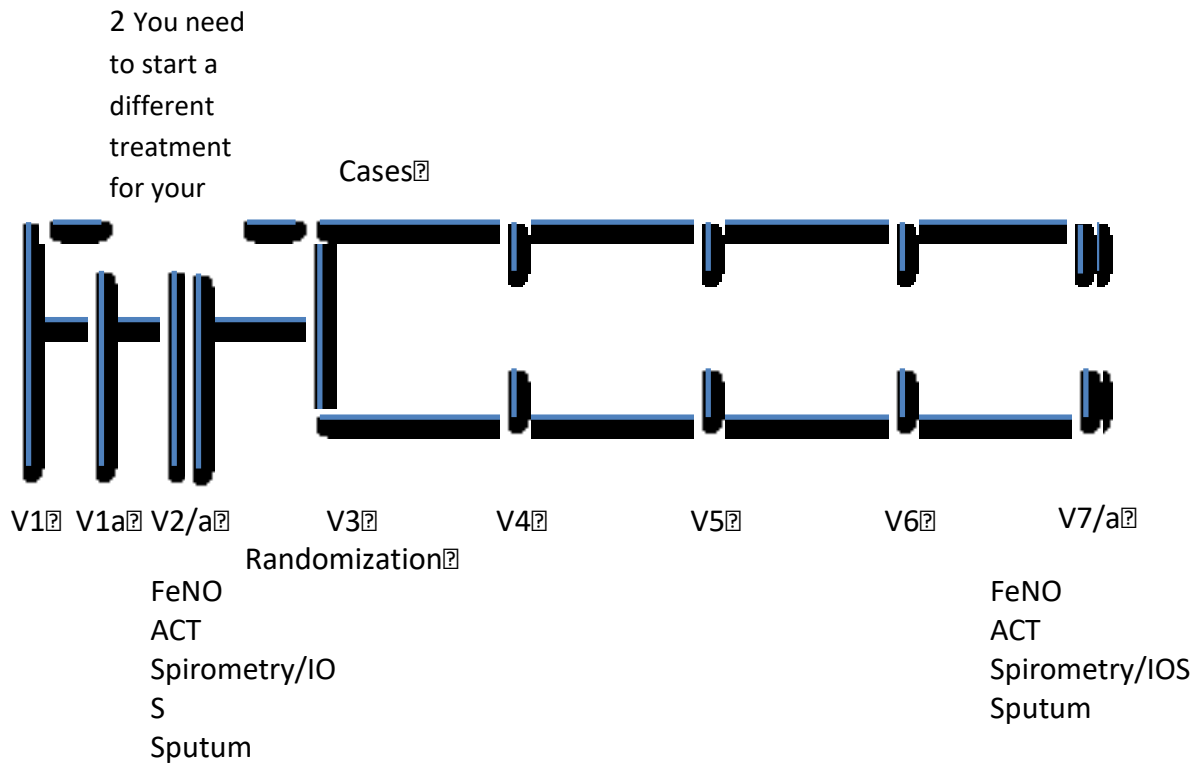 2 You need
to start a
different
treatment
for your
Cases⍰
V1⍰ V1a⍰ V2/a⍰ V3⍰ V4⍰ V5⍰ V6⍰ V7/a⍰
Randomization⍰
FeNO
ACT
Spirometry/IO
S
Sputum
FeNO
ACT
Spirometry/IOS
Sputum